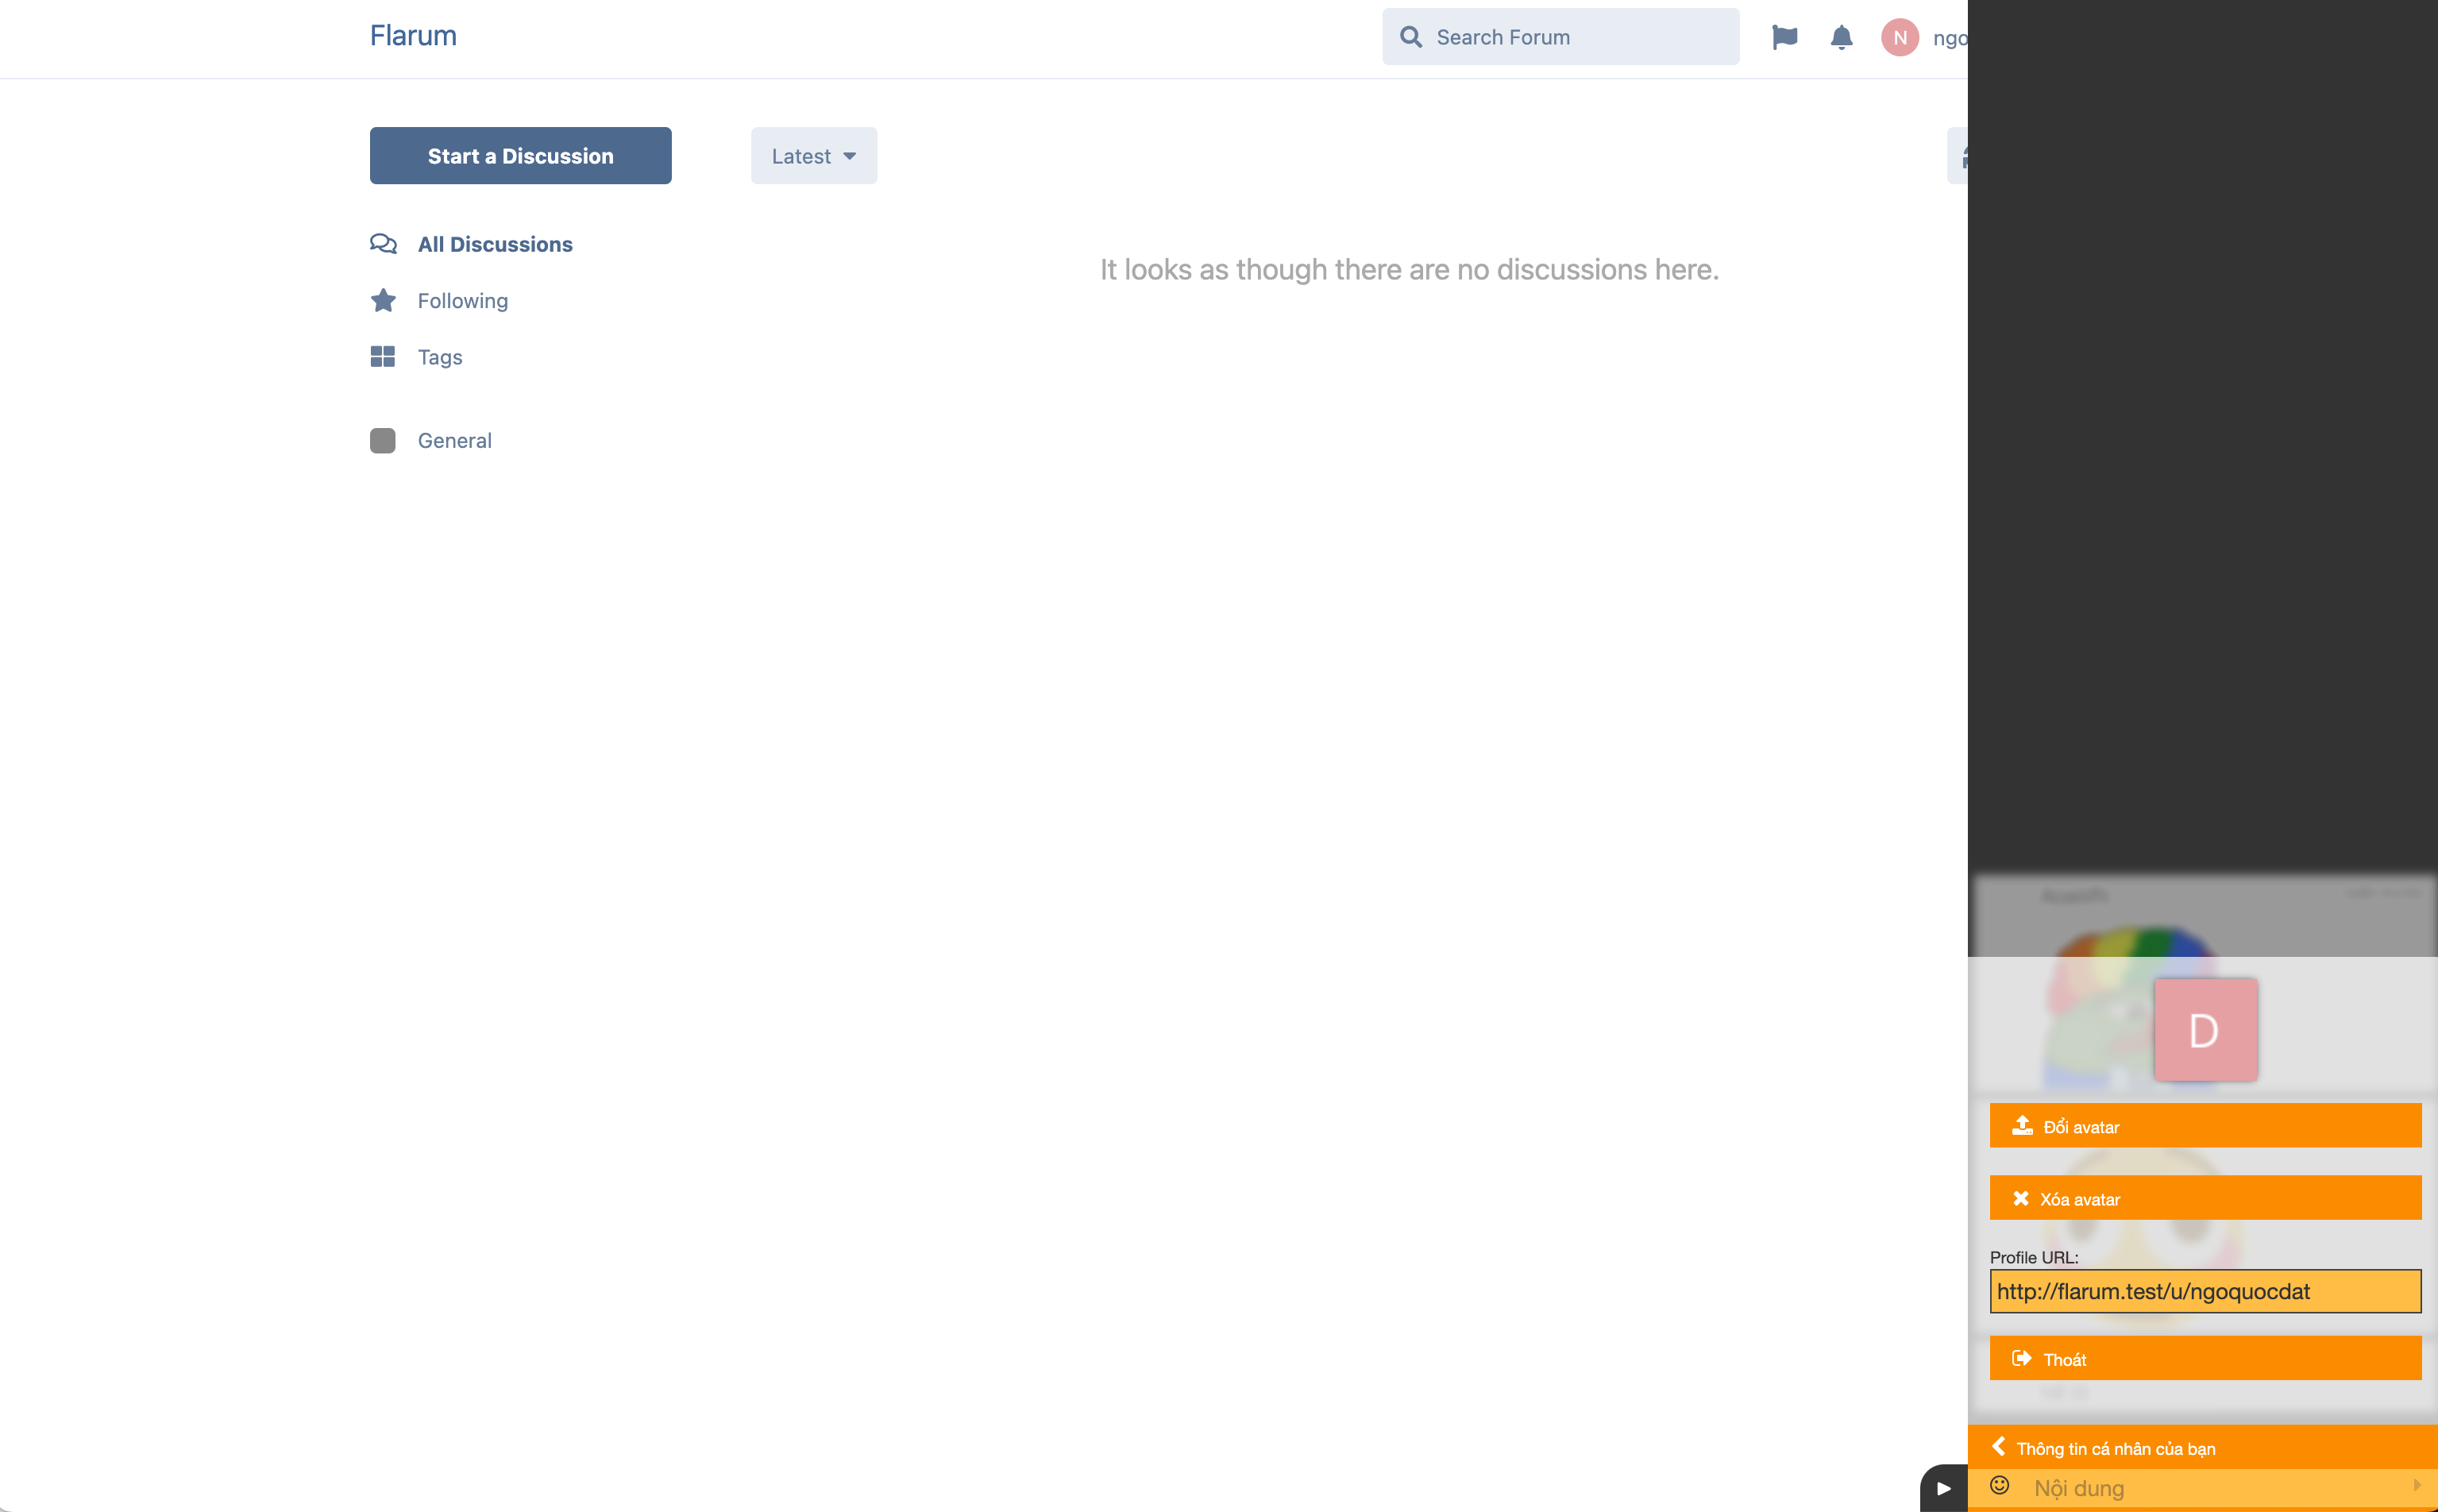 Flarum
Search Forum
N
ngo
Start a Discussion
Latest
All Discussions
Following
Tags
General
It looks as though there are no discussions here.
D
Đổi avatar
Xóa avatar
Profile URL:
http://flarum.test/u/ngoquocdat
Thoát
Thông tin cá nhân của bạn
Nội dung